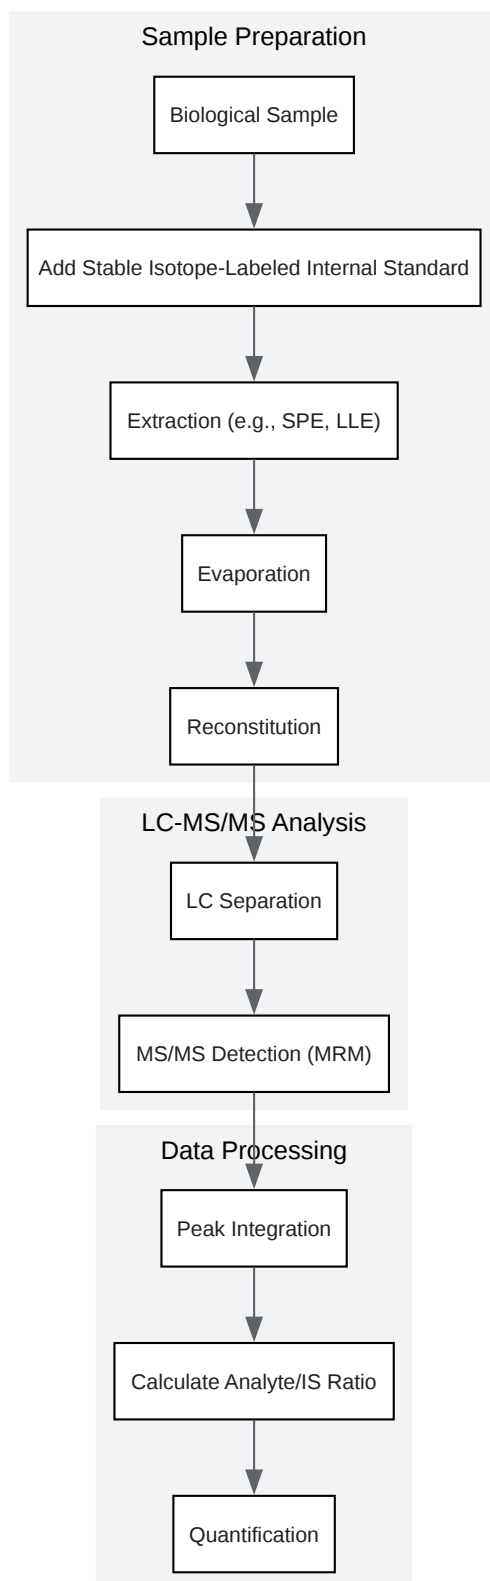 Sample Preparation
Biological Sample
Add Stable Isotope-Labeled Internal Standard
Extraction (e.g., SPE, LLE)
Evaporation
Reconstitution
LC-MS/MS Analysis
LC Separation
MS/MS Detection (MRM)
Data Processing
Peak Integration
Calculate Analyte/IS Ratio
Quantification